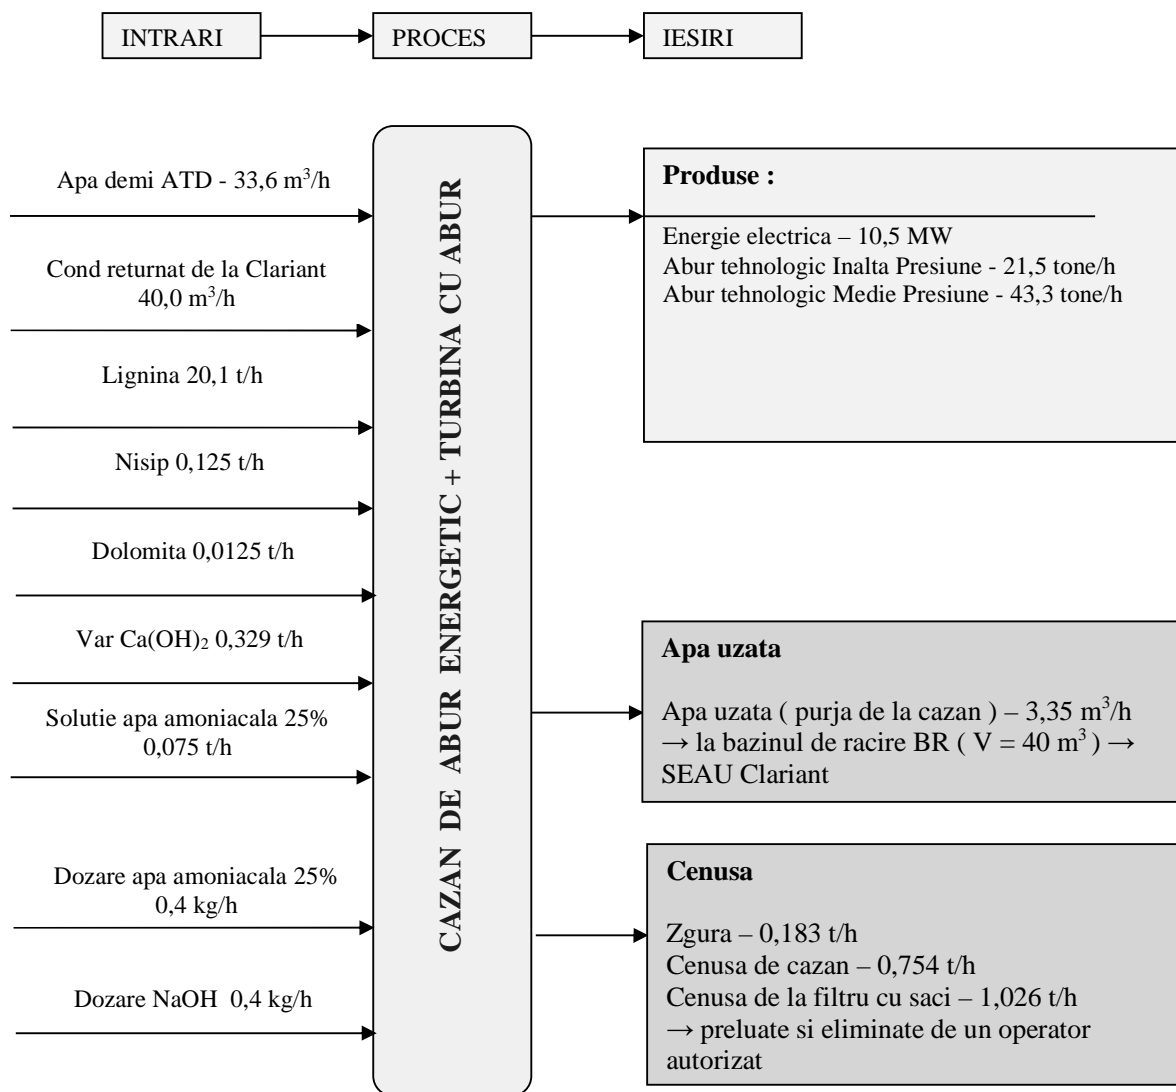 INTRARI
PROCES
IESIRI
Apa demi ATD - 33,6 m³/h
Cond returnat de la Clariant
40,0 m³/h
Lignina 20,1 t/h
Nisip 0,125 t/h
Dolomita 0,0125 t/h
Var Ca(OH)₂ 0,329 t/h
Solutie apa amoniacala 25%
0,075 t/h
Dozare apa amoniacala 25%
0,4 kg/h
Dozare NaOH 0,4 kg/h
CAZAN DE ABUR ENERGETIC + TURBINA CU ABUR
Produse :
Energie electrica – 10,5 MW
Abur tehnologic Inalta Presiune - 21,5 tone/h
Abur tehnologic Medie Presiune - 43,3 tone/h
Apa uzata
Apa uzata ( purja de la cazan ) – 3,35 m³/h
→ la bazinul de racire BR ( V = 40 m³ ) →
SEAU Clariant
Cenusa
Zgura – 0,183 t/h
Cenusa de cazan – 0,754 t/h
Cenusa de la filtru cu saci – 1,026 t/h
→ preluate si eliminate de un operator
autorizat